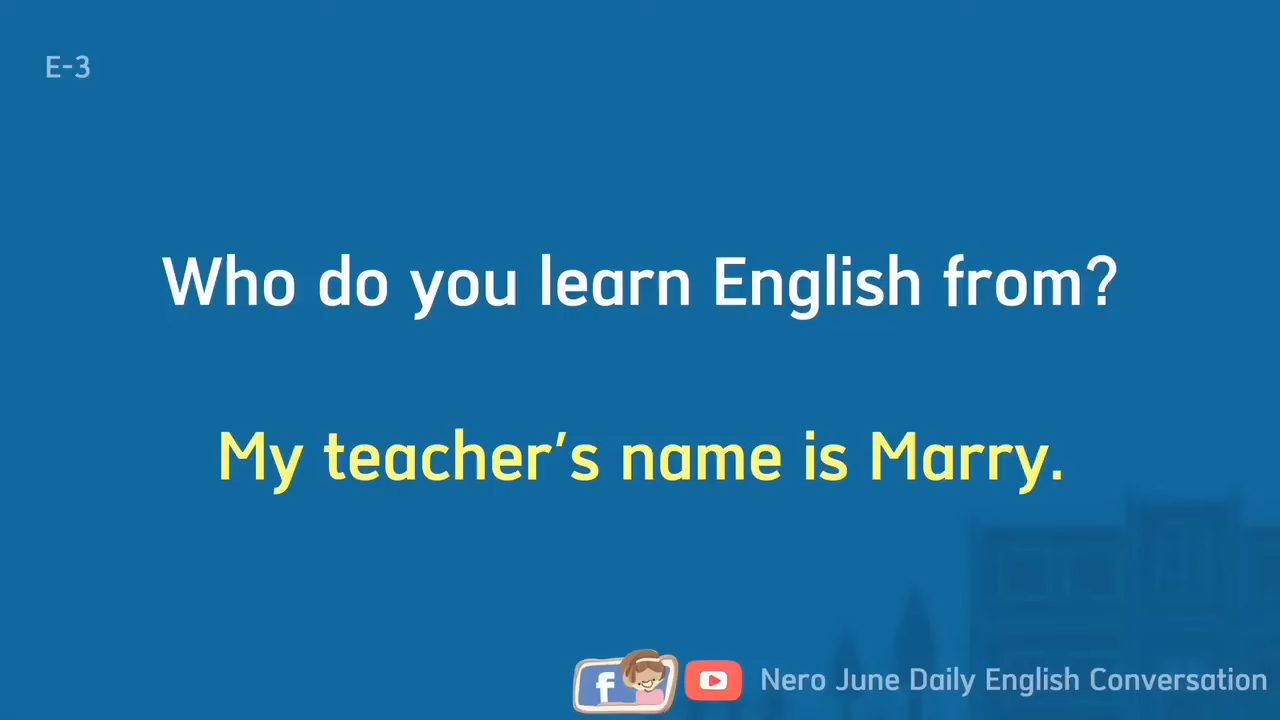 E-3
Who do you learn English from?
My teacher's name is Marry.
f
Nero June Daily English Conversation